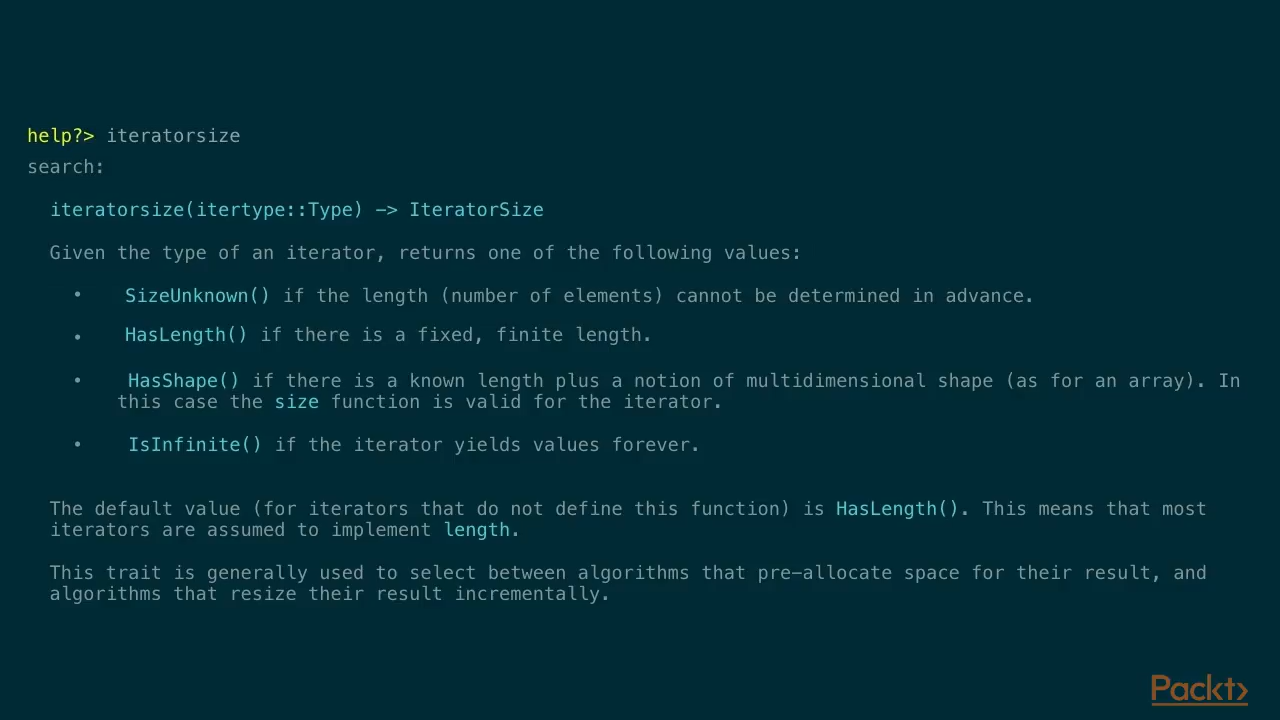 help?> iteratorsize
search:
iteratorsize(itertype::Type) -> IteratorSize
Given the type of an iterator, returns one of the following values:
• SizeUnknown() if the length (number of elements) cannot be determined in advance.
• HasLength() if there is a fixed, finite length.
• HasShape() if there is a known length plus a notion of multidimensional shape (as for an array). In
this case the size function is valid for the iterator.
• IsInfinite() if the iterator yields values forever.
The default value (for iterators that do not define this function) is HasLength(). This means that most
iterators are assumed to implement length.
This trait is generally used to select between algorithms that pre–allocate space for their result, and
algorithms that resize their result incrementally.
Packt>